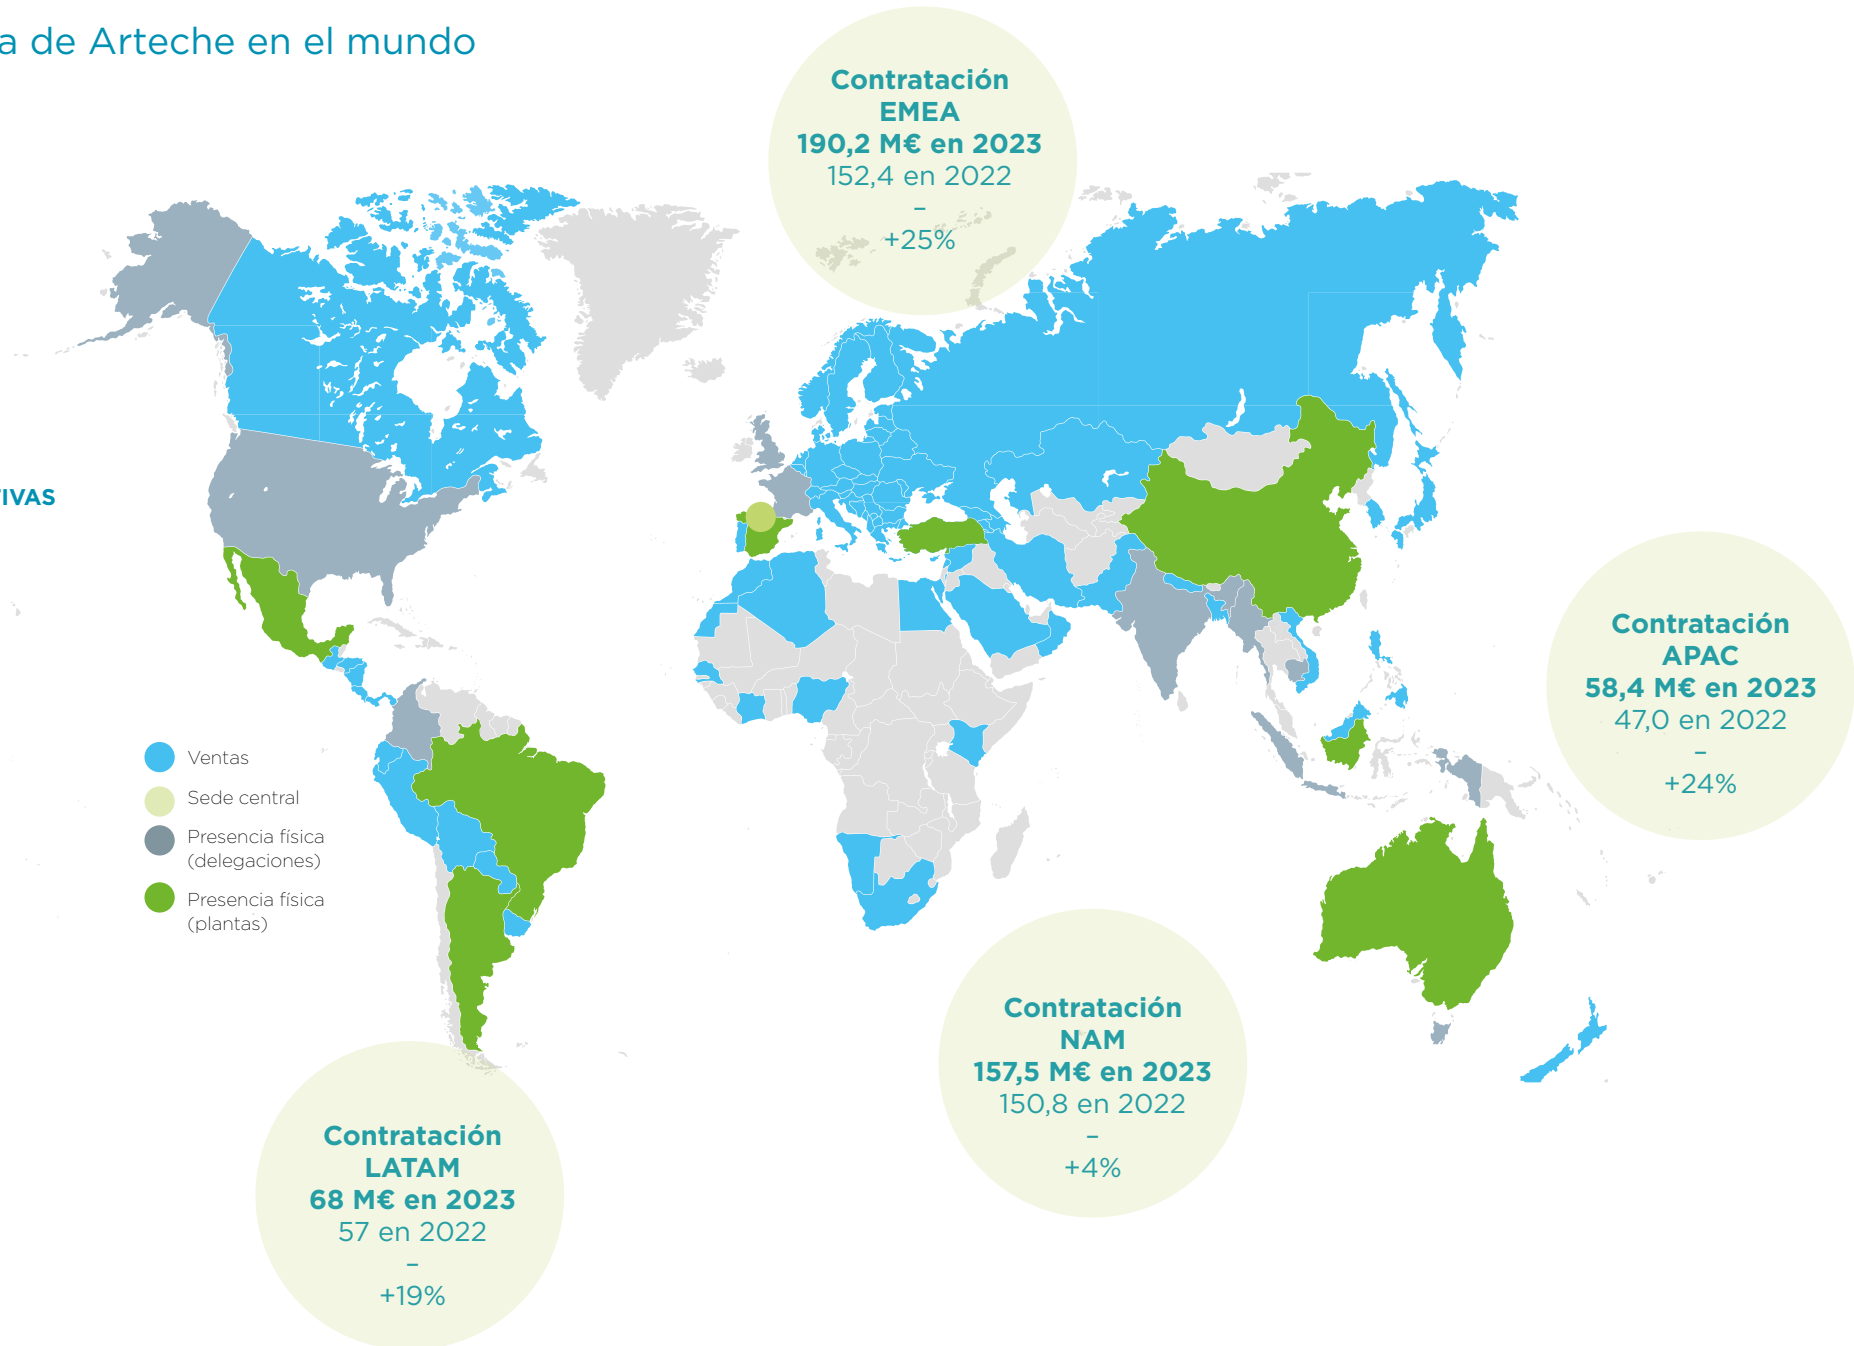 a de Arteche en el mundo
Contratación
EMEA
190,2 M€ en 2023
152,4 en 2022
–
+25%
TIVAS
Contratación
APAC
58,4 M€ en 2023
47,0 en 2022
–
+24%
Ventas
Sede central
Presencia física
(delegaciones)
Presencia física
(plantas)
Contratación
NAM
157,5 M€ en 2023
150,8 en 2022
–
+4%
Contratación
LATAM
68 M€ en 2023
57 en 2022
–
+19%